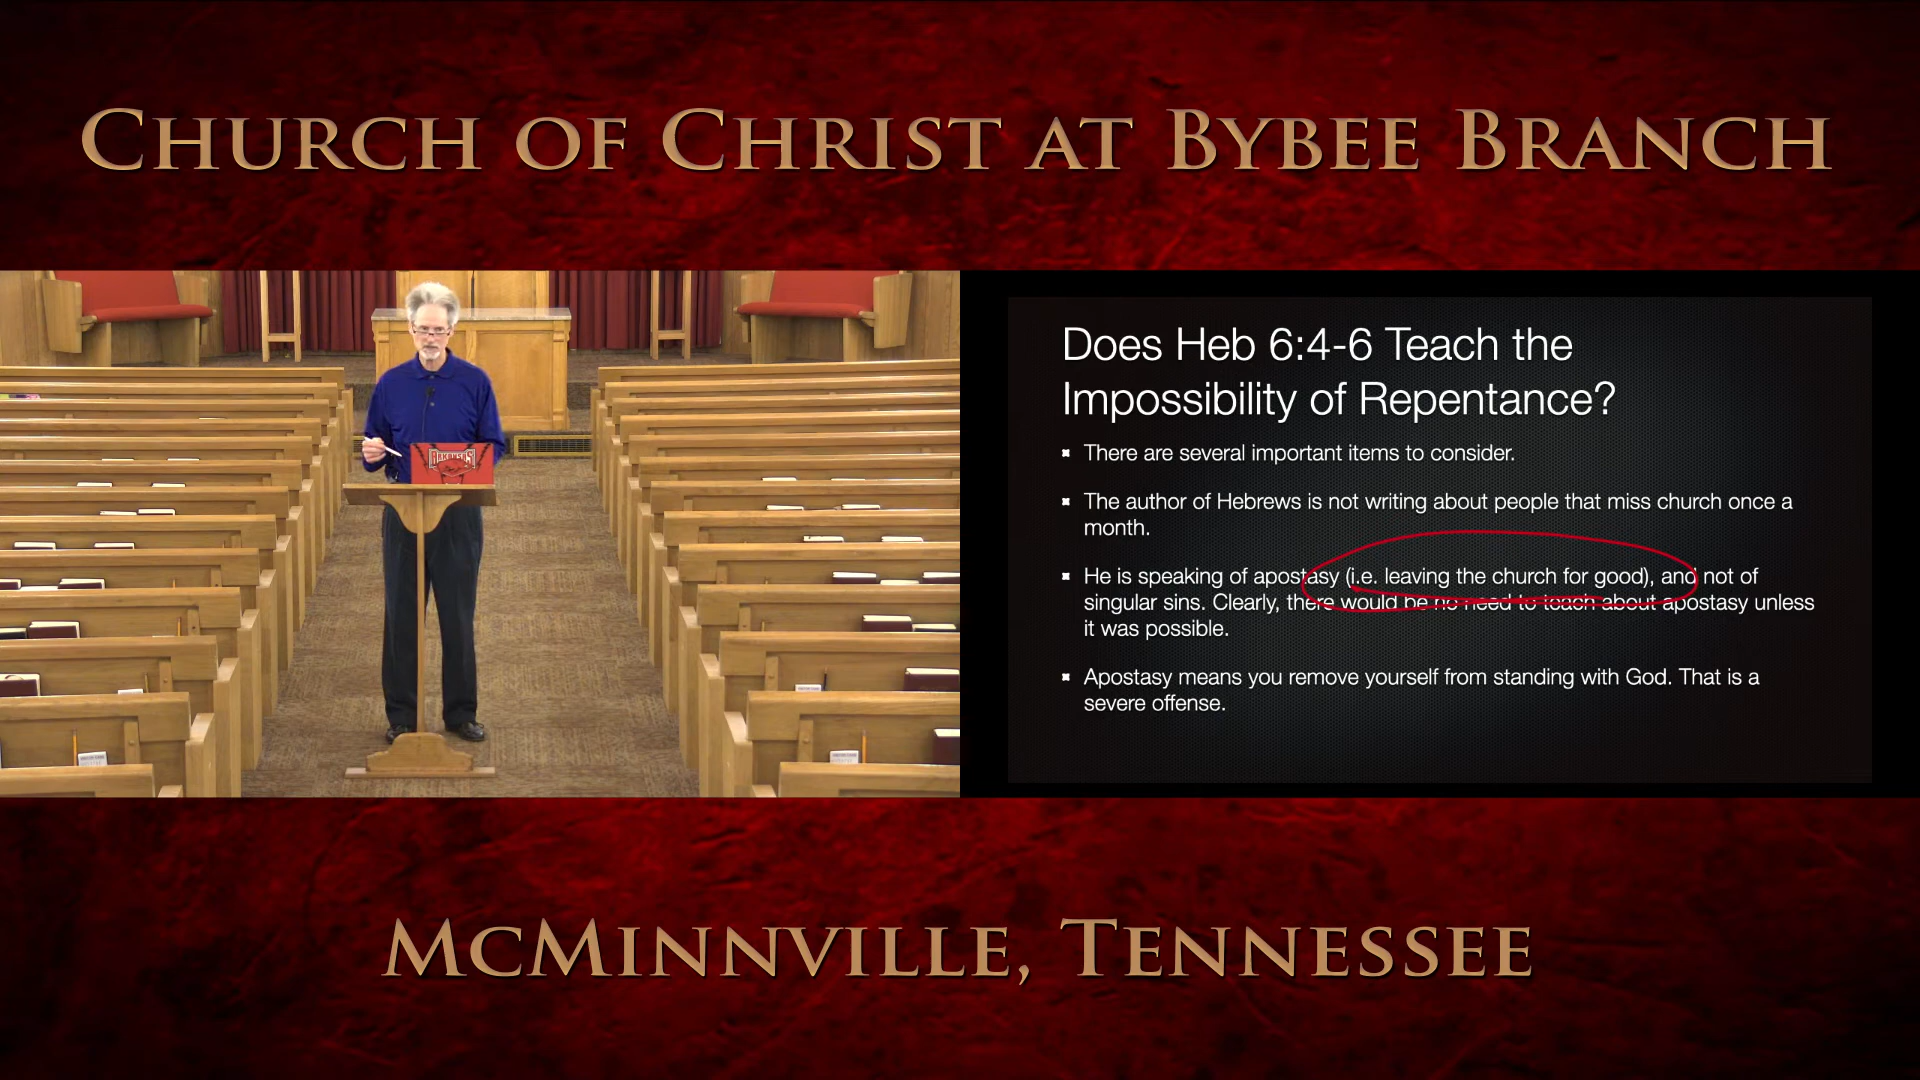 CHURCH OF CHRIST AT BYBEE BRANCH
ARKANSAS
Does Heb 6:4-6 Teach the
Impossibility of Repentance?
There are several important items to consider.
The author of Hebrews is not writing about people that miss church once a
month.
He is speaking of apostasy (i.e. leaving the church for good), and not of
singular sins. Clearly, there would be no need to teach about apostasy unless
it was possible.
Apostasy means you remove yourself from standing with God. That is a
severe offense.
MCMINNVILLE, TENNESSEE